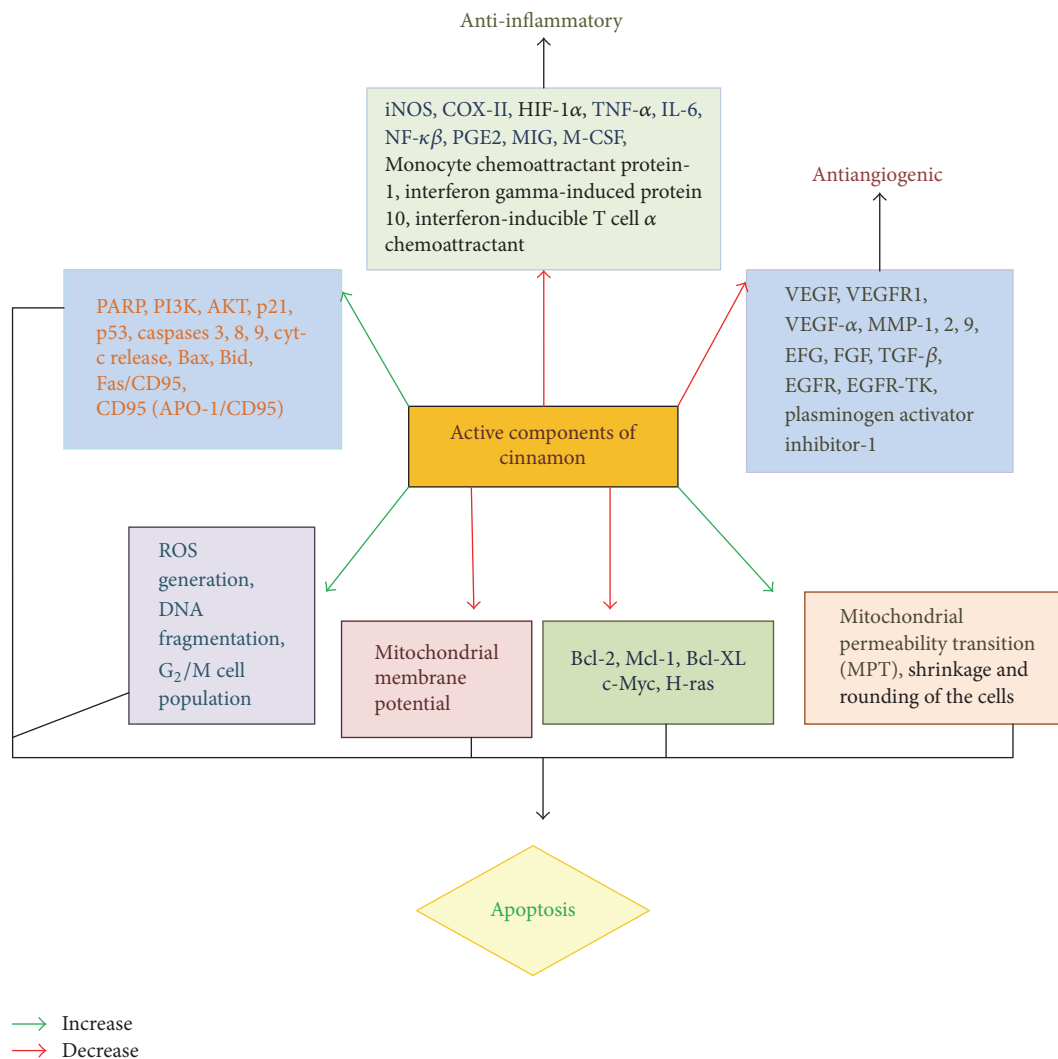 Anti-inflammatory
iNOS, COX-II, HIF-1α, TNF-α, IL-6,
NF-κβ, PGE2, MIG, M-CSF,
Monocyte chemoattractant protein-
1, interferon gamma-induced protein
10, interferon-inducible T cell α
chemoattractant
Antiangiogenic
VEGF, VEGFR1,
VEGF-α, MMP-1, 2, 9,
EFG, FGF, TGF-β,
EGFR, EGFR-TK,
plasminogen activator
inhibitor-1
PARP, PI3K, AKT, p21,
p53, caspases 3, 8, 9, cyt-
c release, Bax, Bid,
Fas/CD95,
CD95 (APO-1/CD95)
Active components of
cinnamon
ROS
generation,
DNA
fragmentation,
G₂/M cell
population
Mitochondrial
membrane
potential
Bcl-2, Mcl-1, Bcl-XL
c-Myc, H-ras
Mitochondrial
permeability transition
(MPT), shrinkage and
rounding of the cells
Apoptosis
Increase
Decrease